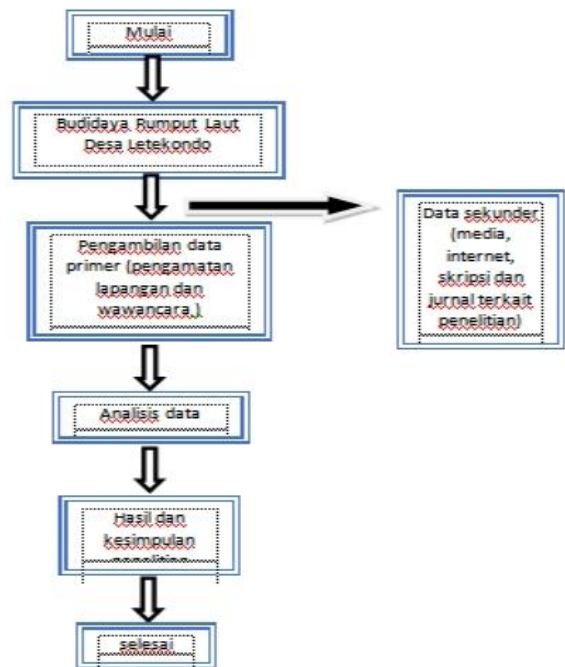 Mulai
Budidaya Rumput Laut
Desa Letekondo
Pengambilan data
primer (pengamatan
lapangan dan
wawancara,)
Data sekunder
(media,
internet,
skripsi dan
jurnal terkait
penelitian)
Analisis data
Hasil dan
kesimpulan
selesai